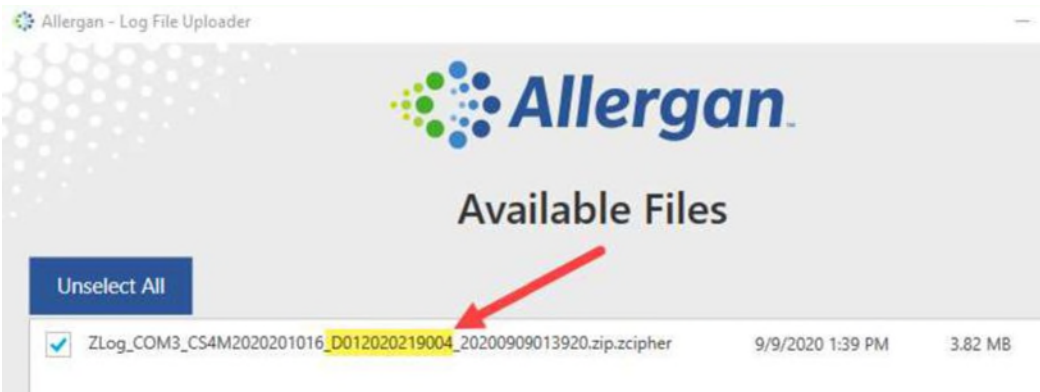 Allergan - Log File Uploader
Allergan™
Available Files
Unselect All
ZLog_COM3_CS4M2020201016_D012020219004_20200909013920.zip.zcipher 9/9/2020 1:39 PM 3.82 MB